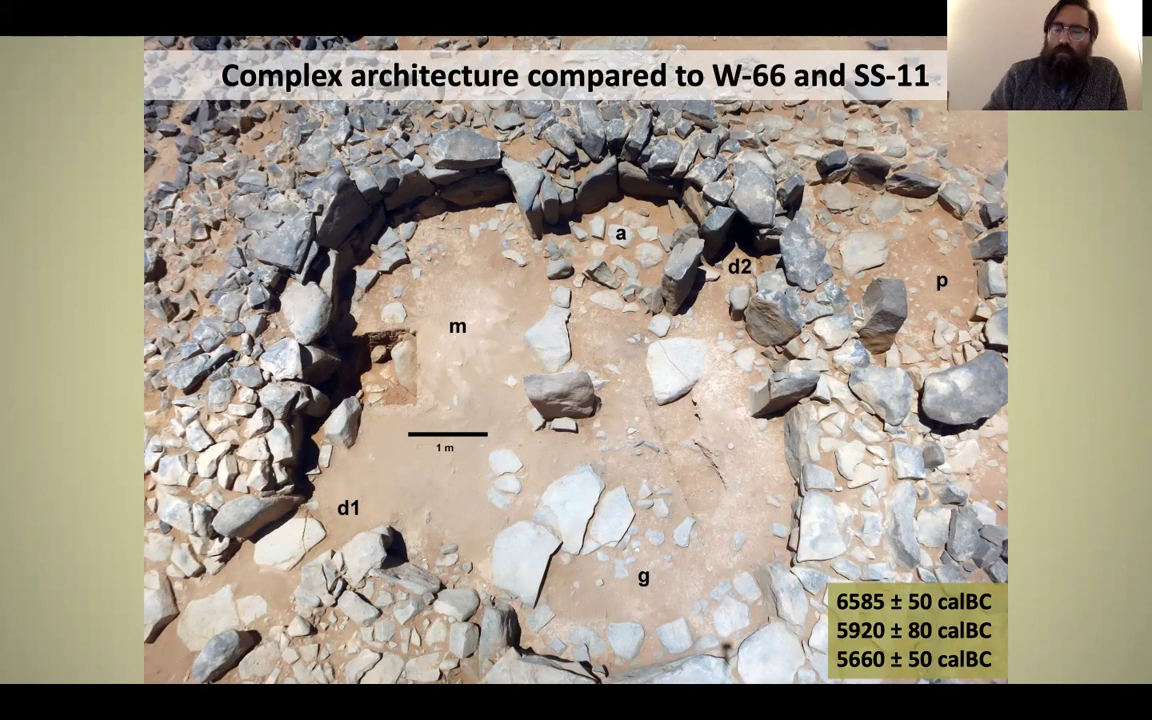 Complex architecture compared to W-66 and SS-11
a
d2
p
m
1 m
d1
g
6585 ± 50 calBC
5920 ± 80 calBC
5660 ± 50 calBC